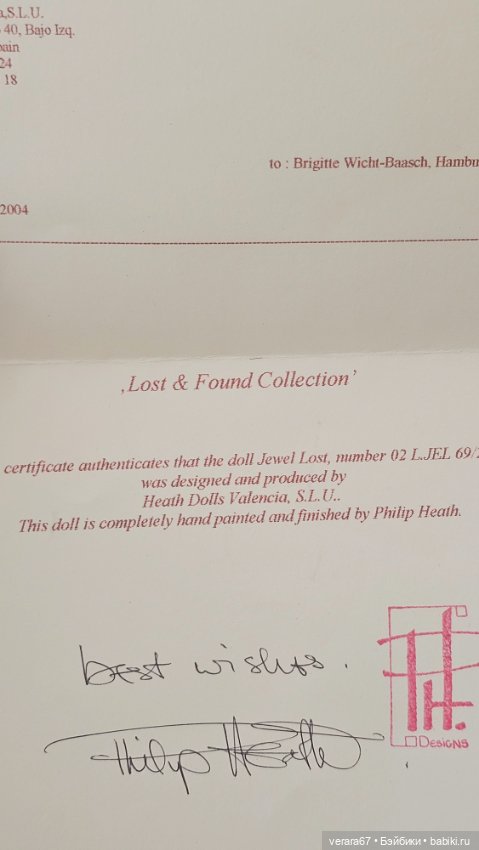 a,S.L.U.
40, Bajo Izq.
pain
24
18
to : Brigitte Wicht-Baasch, Hambu
2004
‚Lost & Found Collection’
certificate authenticates that the doll Jewel Lost, number 02 L.JEL 69/2
was designed and produced by
Heath Dolls Valencia, S.L.U..
This doll is completely hand painted and finished by Philip Heath.
best wishes.
Philip Heath
PH.
DESIGNS
verara67 • Бэйбики • babiki.ru